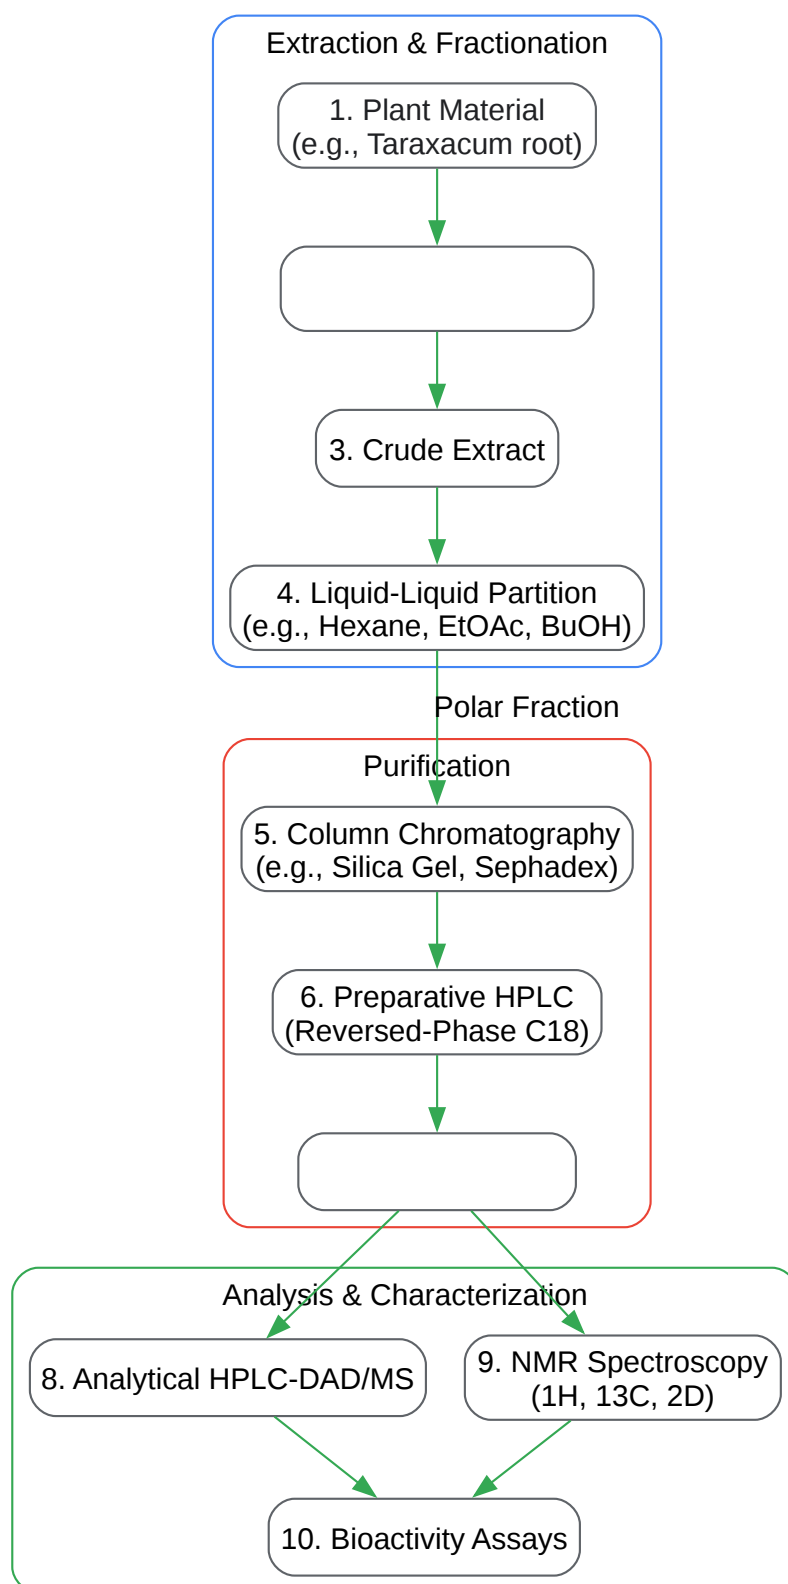 Extraction & Fractionation
1. Plant Material
(e.g., Taraxacum root)
3. Crude Extract
4. Liquid-Liquid Partition
(e.g., Hexane, EtOAc, BuOH)
Polar Fraction
Purification
5. Column Chromatography
(e.g., Silica Gel, Sephadex)
6. Preparative HPLC
(Reversed-Phase C18)
Analysis & Characterization
8. Analytical HPLC-DAD/MS
9. NMR Spectroscopy
(1H, 13C, 2D)
10. Bioactivity Assays